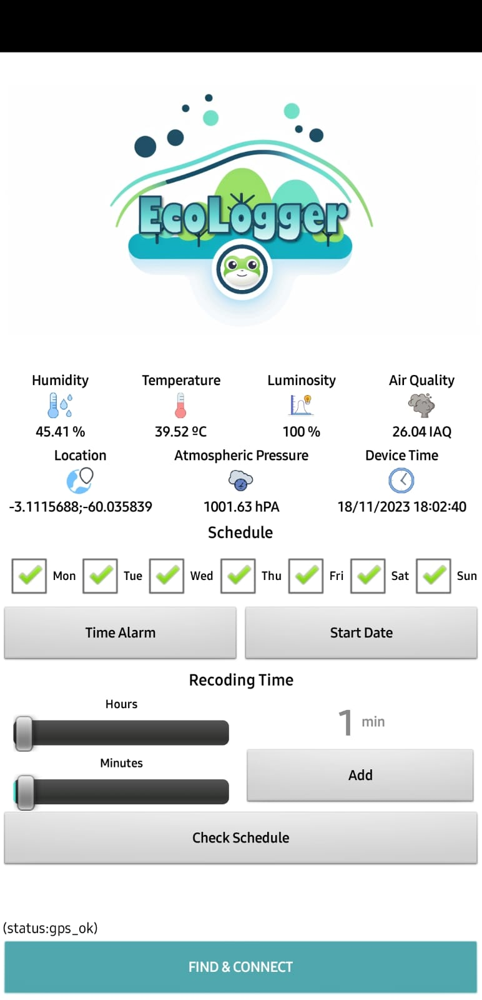 EcoLogger
Humidity Temperature Luminosity Air Quality
45.41 % 39.52 ºC 100 % 26.04 IAQ
Location Atmospheric Pressure Device Time
-3.1115688;-60.035839 1001.63 hPA 18/11/2023 18:02:40
Schedule
Mon Tue Wed Thu Fri Sat Sun
Time Alarm Start Date
Recoding Time
Hours
1 min
Minutes
Add
Check Schedule
(status:gps_ok)
FIND & CONNECT